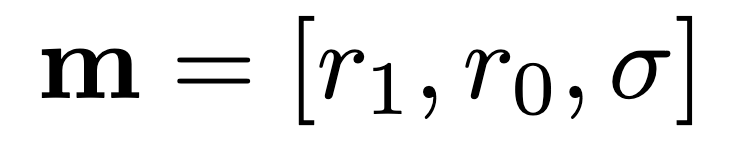 𝐦 = [r₁, r₀, σ]